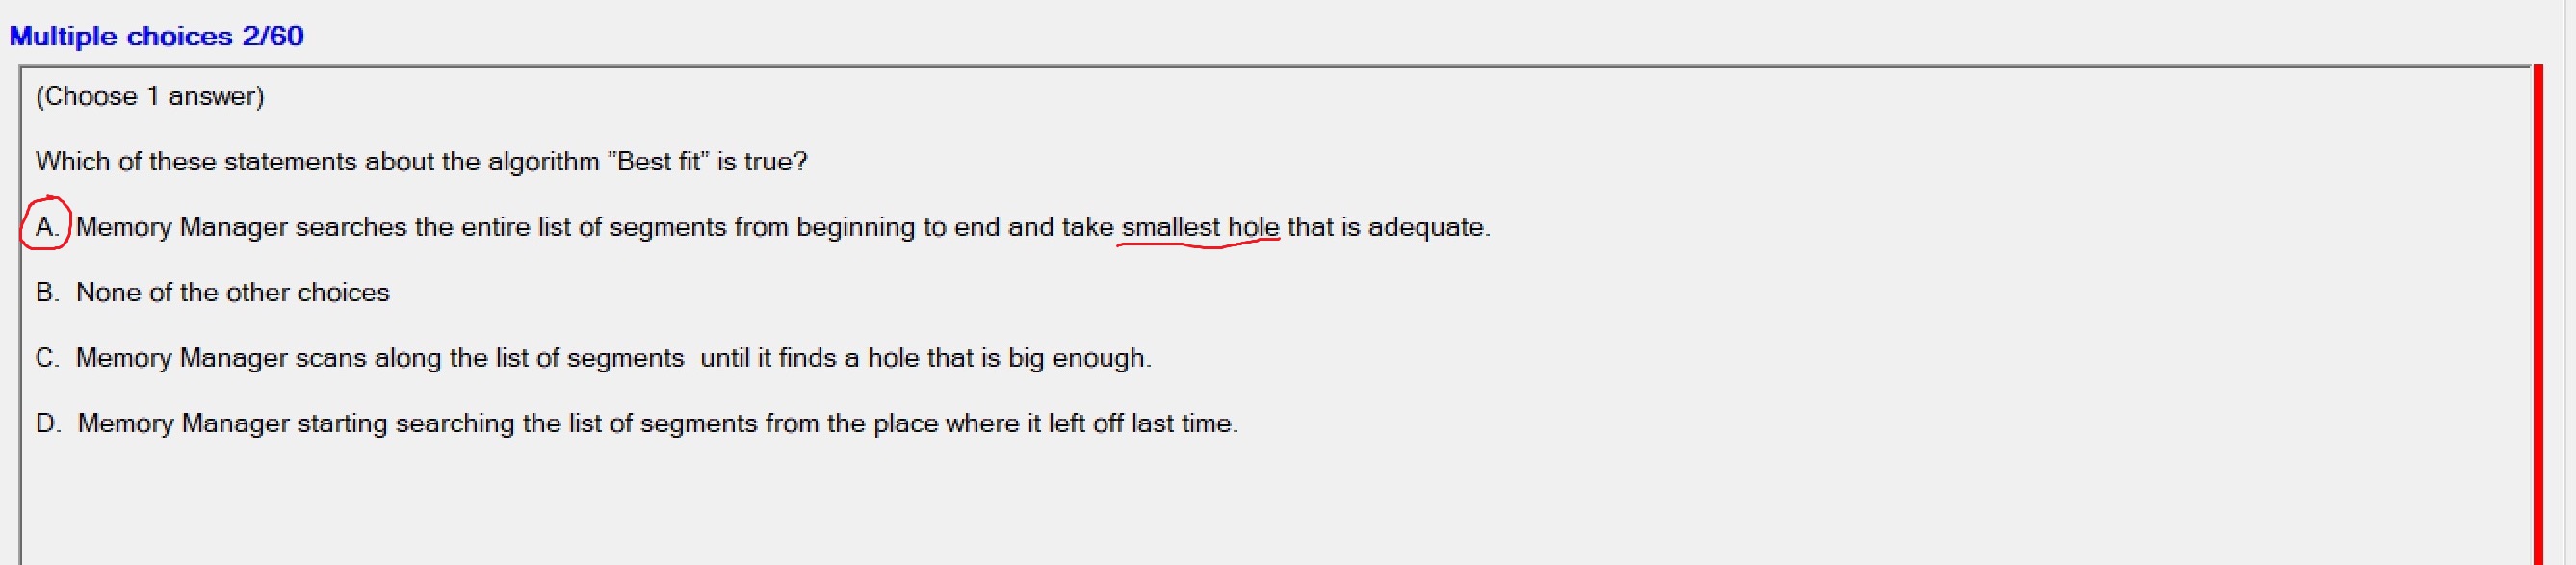 Multiple choices 2/60
(Choose 1 answer)
Which of these statements about the algorithm ”Best fit” is true?
A. Memory Manager searches the entire list of segments from beginning to end and take smallest hole that is adequate.
B. None of the other choices
C. Memory Manager scans along the list of segments  until it finds a hole that is big enough.
D. Memory Manager starting searching the list of segments from the place where it left off last time.